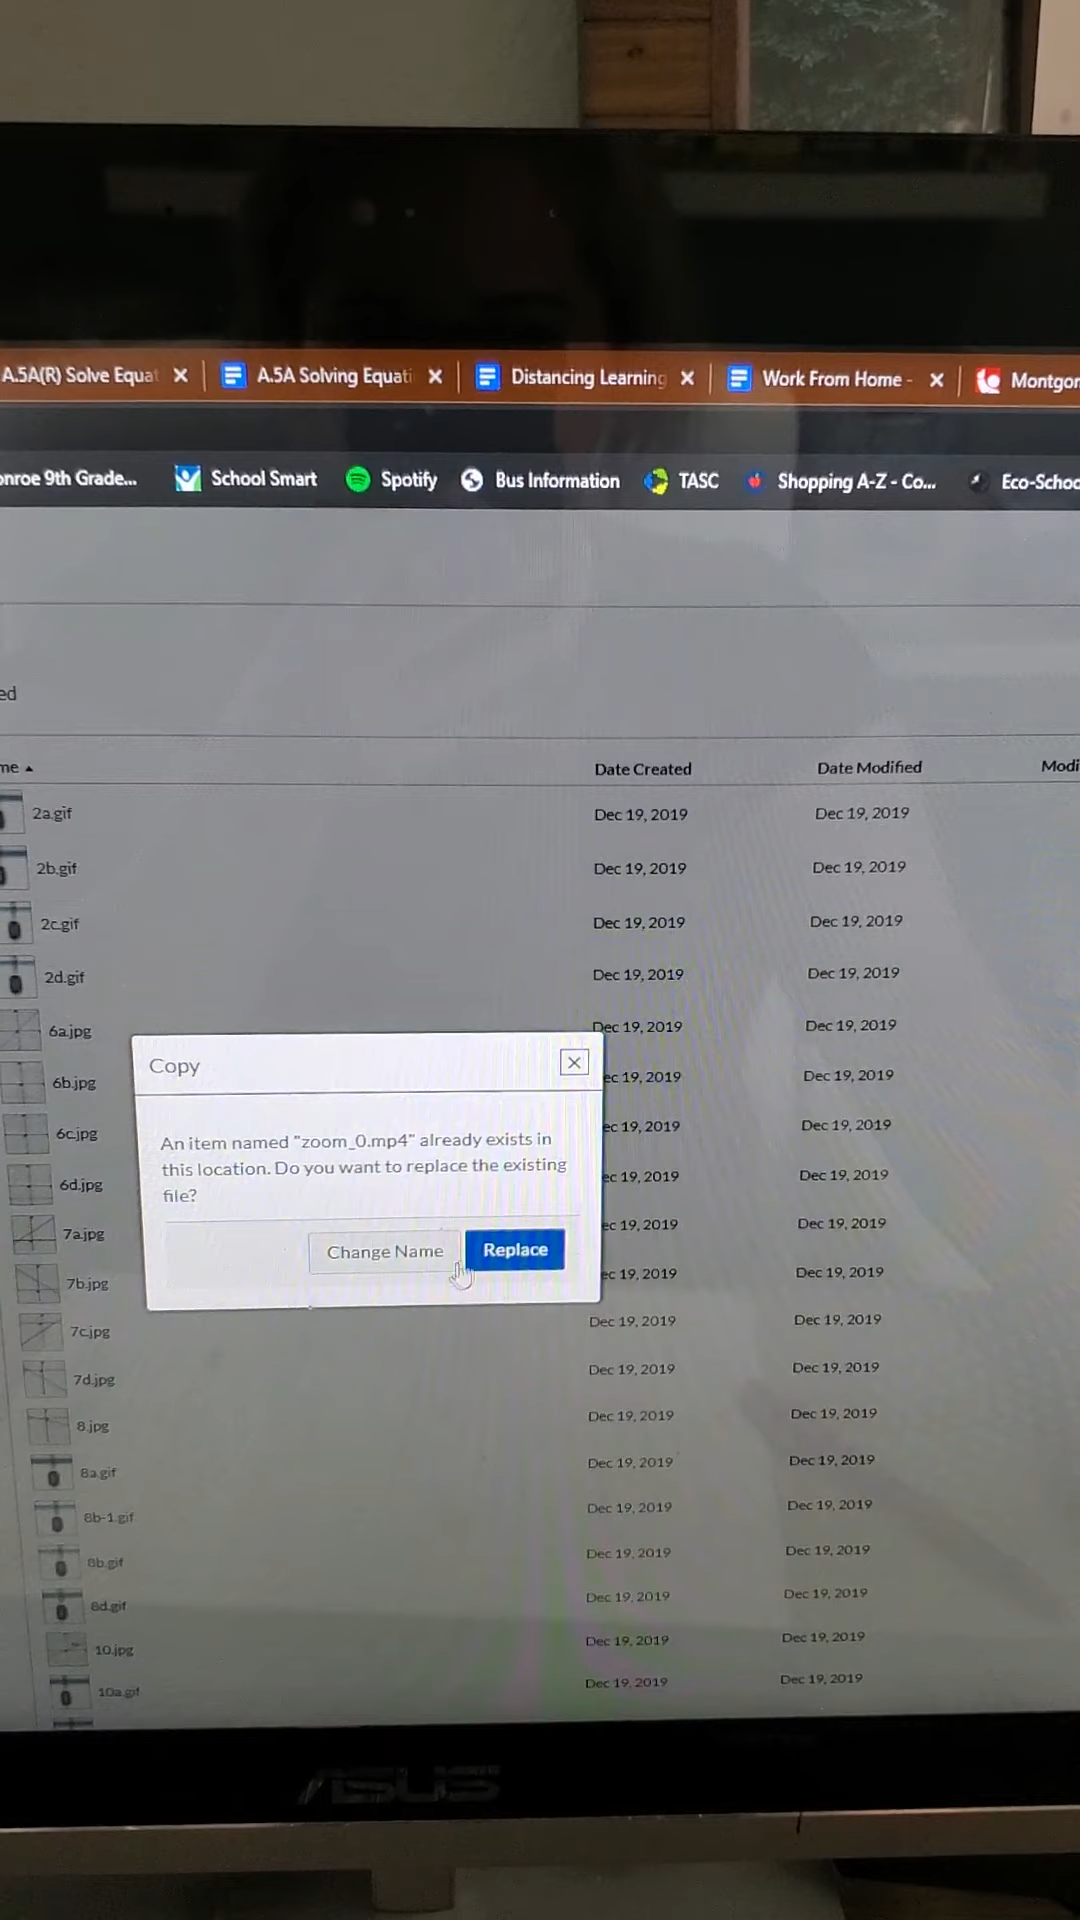 A.5A(R) Solve Equat
A.5A Solving Equati
Distancing Learning
Work From Home -
Montgor
onroe 9th Grade...
School Smart
Spotify
Bus Information
TASC
Shopping A-Z - Co...
Eco-Schoo
ed
me
Date Created
Date Modified
Modi
2a.gif Dec 19, 2019 Dec 19, 2019
2b.gif Dec 19, 2019 Dec 19, 2019
2c.gif Dec 19, 2019 Dec 19, 2019
2d.gif Dec 19, 2019 Dec 19, 2019
6a.jpg Dec 19, 2019 Dec 19, 2019
6b.jpg ec 19, 2019 Dec 19, 2019
6c.jpg ec 19, 2019 Dec 19, 2019
6d.jpg ec 19, 2019 Dec 19, 2019
7a.jpg ec 19, 2019 Dec 19, 2019
7b.jpg ec 19, 2019 Dec 19, 2019
7c.jpg Dec 19, 2019 Dec 19, 2019
7d.jpg Dec 19, 2019 Dec 19, 2019
8.jpg Dec 19, 2019 Dec 19, 2019
8a.gif Dec 19, 2019 Dec 19, 2019
8b-1.gif Dec 19, 2019 Dec 19, 2019
8b.gif Dec 19, 2019 Dec 19, 2019
8d.gif Dec 19, 2019 Dec 19, 2019
10.jpg Dec 19, 2019 Dec 19, 2019
10a.gif Dec 19, 2019 Dec 19, 2019
Copy
An item named "zoom_0.mp4" already exists in
this location. Do you want to replace the existing
file?
Change Name
Replace
ASUS